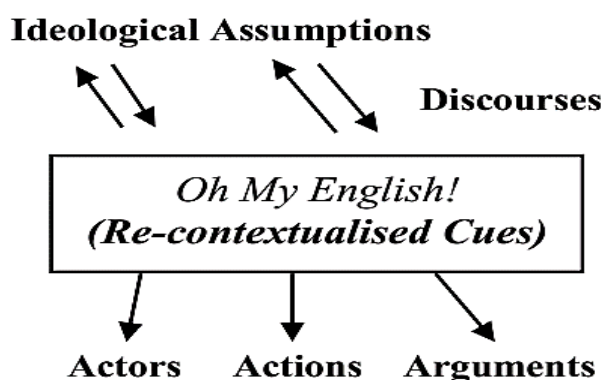 Ideological Assumptions
Discourses
Oh My English!
(Re-contextualised Cues)
Actors Actions Arguments